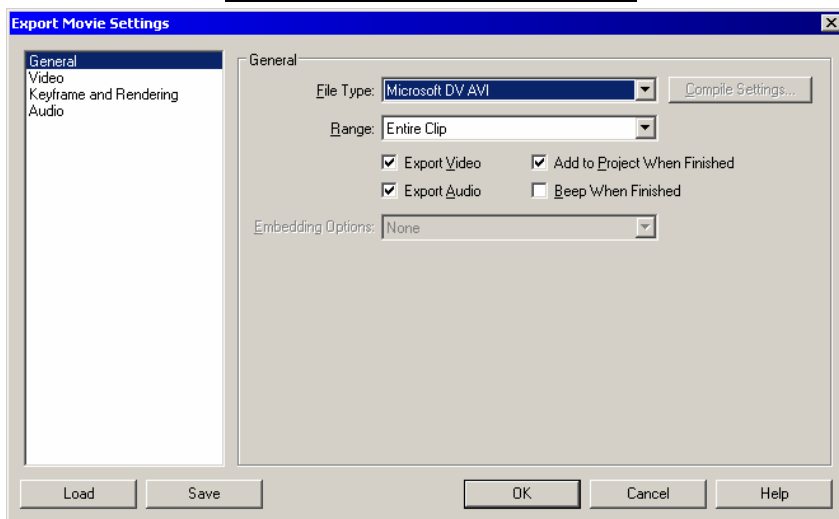 Export Movie Settings
General
Video
Keyframe and Rendering
Audio
General
File Type: Microsoft DV AVI Compile Settings...
Range: Entire Clip
Export Video Add to Project When Finished
Export Audio Beep When Finished
Embedding Options: None
Load Save OK Cancel Help